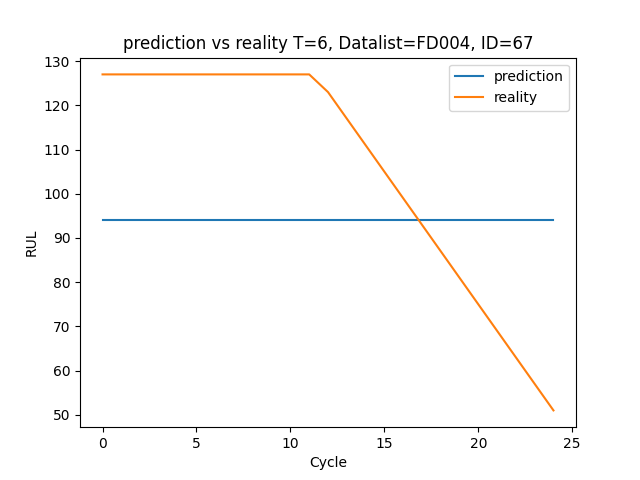 prediction vs reality T=6, Datalist=FD004, ID=67
prediction
reality
130
120
110
100
90
80
70
60
50
RUL
0 5 10 15 20 25
Cycle